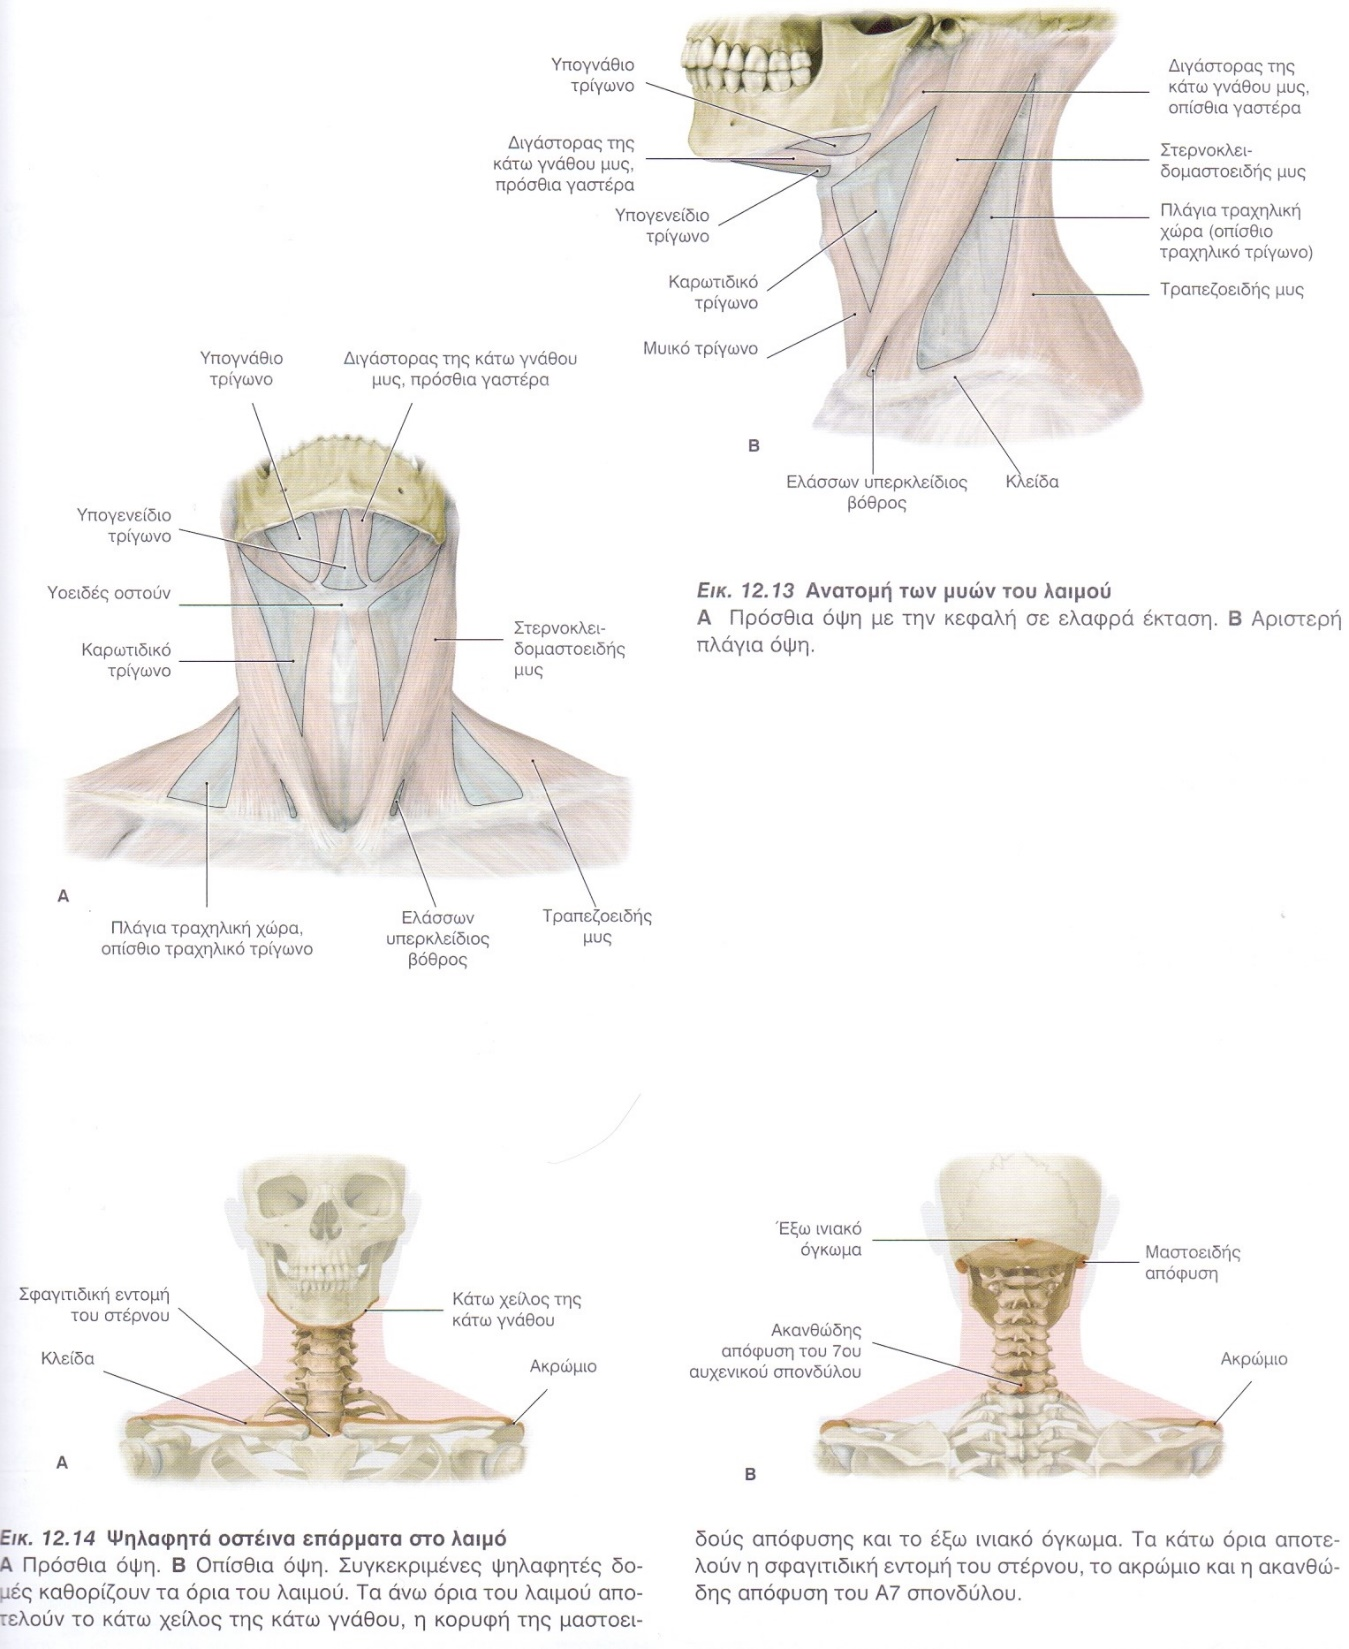 Υπογνάθιο
τρίγωνο
Διγάστορας της
κάτω γνάθου μυς,
πρόσθια γαστέρα
Υπογενείδιο
τρίγωνο
Καρωτιδικό
τρίγωνο
Μυικό τρίγωνο
Διγάστορας της
κάτω γνάθου μυς,
οπίσθια γαστέρα
Στερνοκλει-
δομαστοειδής μυς
Πλάγια τραχηλική
χώρα (οπίσθιο
τραχηλικό τρίγωνο)
Τραπεζοειδής μυς
B
Ελάσσων υπερκλείδιος
βόθρος
Κλείδα
Υπογνάθιο
τρίγωνο
Διγάστορας της κάτω γνάθου
μυς, πρόσθια γαστέρα
Υπογενείδιο
τρίγωνο
Υοειδές οστούν
Καρωτιδικό
τρίγωνο
Στερνοκλει-
δομαστοειδής
μυς
A
Πλάγια τραχηλική χώρα,
οπίσθιο τραχηλικό τρίγωνο
Ελάσσων
υπερκλείδιος
βόθρος
Τραπεζοειδής
μυς
Εικ. 12.13 Ανατομή των μυών του λαιμού
Α Πρόσθια όψη με την κεφαλή σε ελαφρά έκταση. Β Αριστερή
πλάγια όψη.
Σφαγιτιδική εντομή
του στέρνου
Κλείδα
Κάτω χείλος της
κάτω γνάθου
Ακρώμιο
A
Έξω ινιακό
όγκωμα
Μαστοειδής
απόφυση
Ακανθώδης
απόφυση του 7ου
αυχενικού σπονδύλου
Ακρώμιο
B
Εικ. 12.14 Ψηλαφητά οστέινα επάρματα στο λαιμό
Α Πρόσθια όψη. Β Οπίσθια όψη. Συγκεκριμένες ψηλαφητές δο-
μές καθορίζουν τα όρια του λαιμού. Τα άνω όρια του λαιμού απο-
τελούν το κάτω χείλος της κάτω γνάθου, η κορυφή της μαστοει-
δούς απόφυσης και το έξω ινιακό όγκωμα. Τα κάτω όρια αποτε-
λούν η σφαγιτιδική εντομή του στέρνου, το ακρώμιο και η ακανθώ-
δης απόφυση του Α7 σπονδύλου.